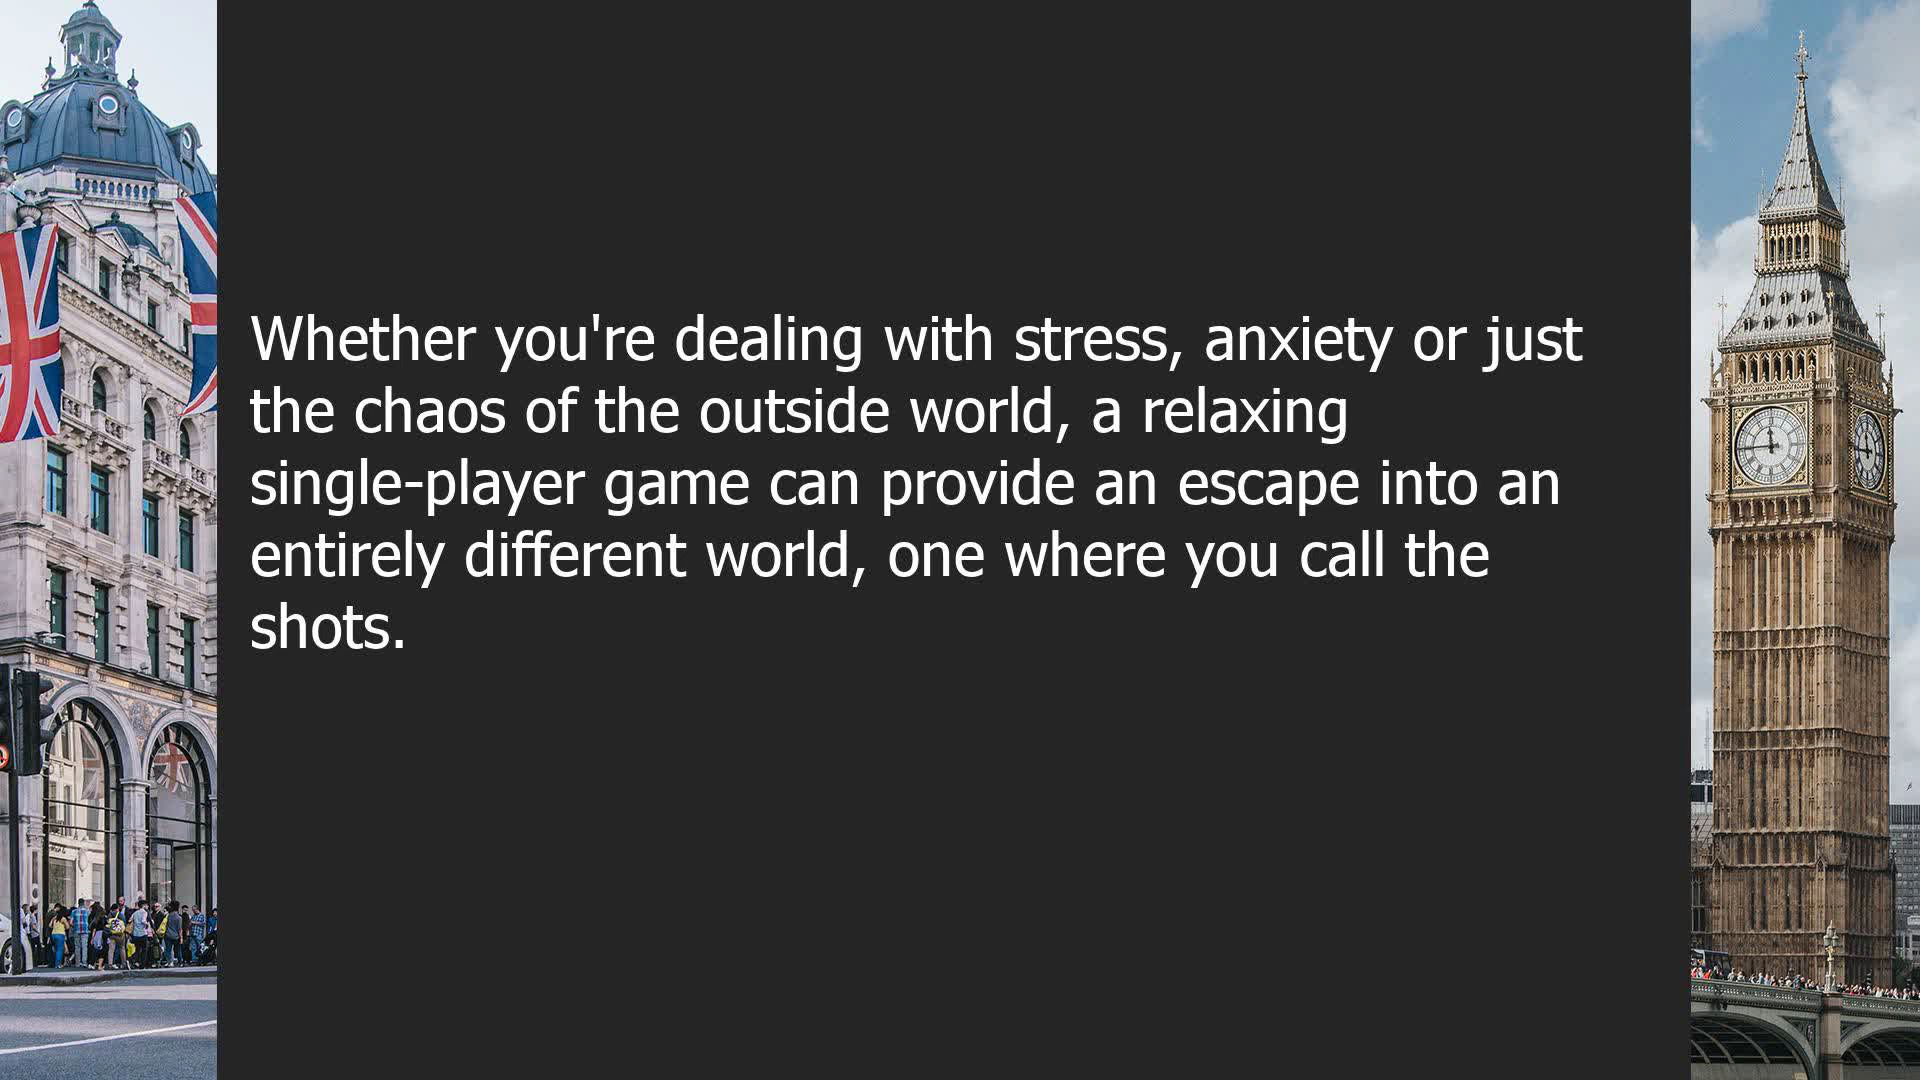 Whether you're dealing with stress, anxiety or just
the chaos of the outside world, a relaxing
single-player game can provide an escape into an
entirely different world, one where you call the
shots.